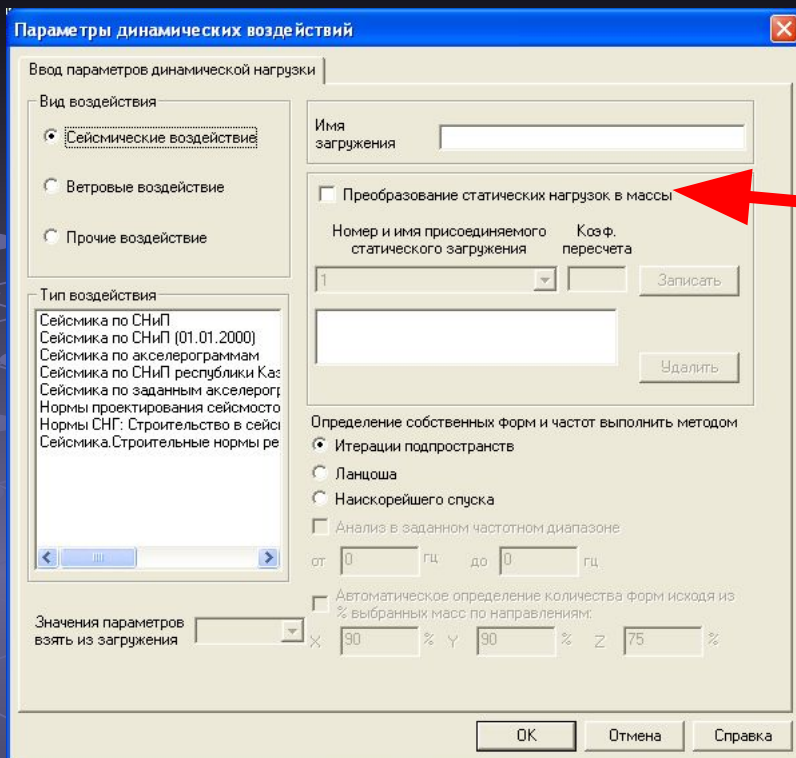 Параметры динамических воздействий
Ввод параметров динамической нагрузки
Вид воздействия
Сейсмические воздействие
Ветровые воздействие
Прочие воздействие
Тип воздействия
Сейсмика по СНиП
Сейсмика по СНиП (01.01.2000)
Сейсмика по акселерограммам
Сейсмика по СНиП республики Каз
Сейсмика по заданным акселерогр
Нормы проектирования сейсмосто
Нормы СНГ: Строительство в сейсм
Сейсмика.Строительные нормы ре
Значения параметров
взять из загружения
Имя
загружения
Преобразование статических нагрузок в массы
Номер и имя присоединяемого
статического загружения
Коэф.
пересчета
1
Записать
Удалить
Определение собственных форм и частот выполнить методом
Итерации подпространств
Ланцоша
Наискорейшего спуска
Анализ в заданном частотном диапазоне
от 0 гц до 0 гц
Автоматическое определение количества форм исходя из
% выбранных масс по направлениям:
X 90 % Y 90 % Z 75 %
OK Отмена Справка